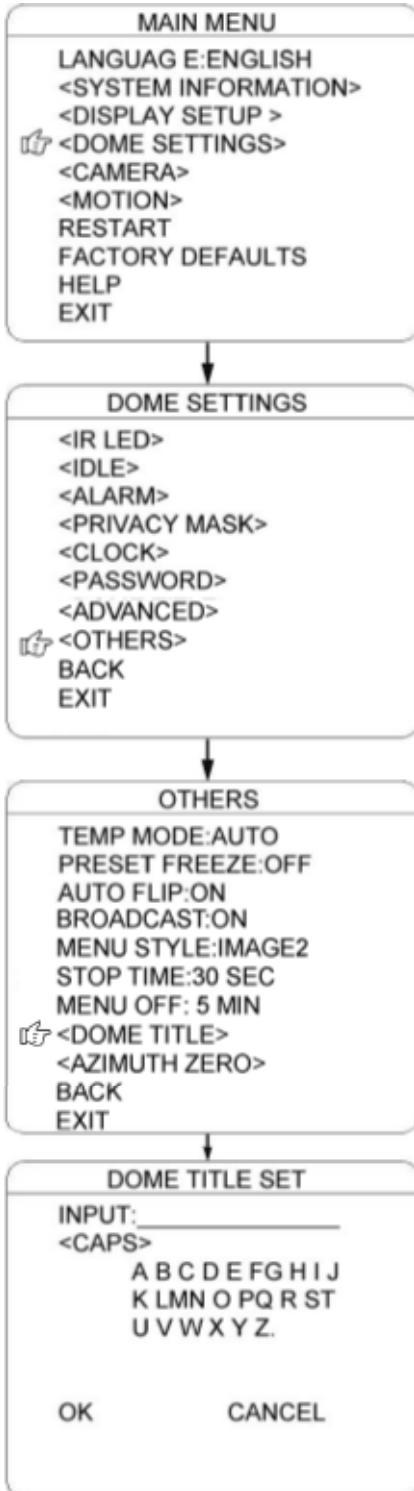 MAIN MENU
LANGUAG E:ENGLISH
<SYSTEM INFORMATION>
<DISPLAY SETUP >
<DOME SETTINGS>
<CAMERA>
<MOTION>
RESTART
FACTORY DEFAULTS
HELP
EXIT
DOME SETTINGS
<IR LED>
<IDLE>
<ALARM>
<PRIVACY MASK>
<CLOCK>
<PASSWORD>
<ADVANCED>
<OTHERS>
BACK
EXIT
OTHERS
TEMP MODE:AUTO
PRESET FREEZE:OFF
AUTO FLIP:ON
BROADCAST:ON
MENU STYLE:IMAGE2
STOP TIME:30 SEC
MENU OFF: 5 MIN
<DOME TITLE>
<AZIMUTH ZERO>
BACK
EXIT
DOME TITLE SET
INPUT:
<CAPS>
A B C D E FG H I J
K LMN O PQ R ST
U V W X Y Z.
OK CANCEL